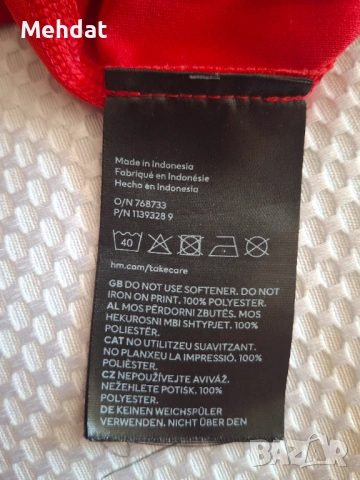 Mehdat
Made in Indonesia
Fabriqué en Indonésie
Hecho en Indonesia
O/N 768733
P/N 1139328 9
40
hm.com/takecare
GB DO NOT USE SOFTENER. DO NOT
IRON ON PRINT. 100% POLYESTER.
AL MOS PËRDORNI ZBUTËS. MOS
HEKUROSNI MBI SHTYPJET. 100%
POLIESTËR.
CAT NO UTILITZEU SUAVITZANT.
NO PLANXEU LA IMPRESSIÓ. 100%
POLIÈSTER.
CZ NEPOUŽÍVEJTE AVIVÁŽ.
NEŽEHLETE POTISK. 100%
POLYESTER.
DE KEINEN WEICHSPÜLER
VERWENDEN. NICHT ÜBER DEN
BAZAR